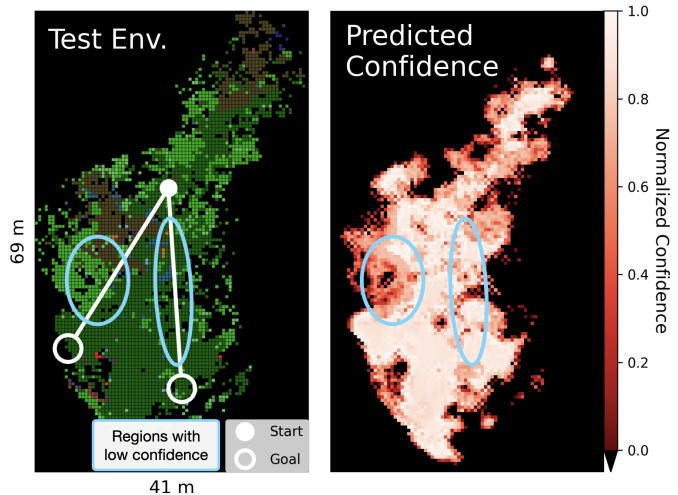 Test Env.
Predicted
Confidence
69 m
41 m
Regions with
low confidence
Start
Goal
1.0
0.8
0.6
0.4
0.2
0.0
Normalized Confidence